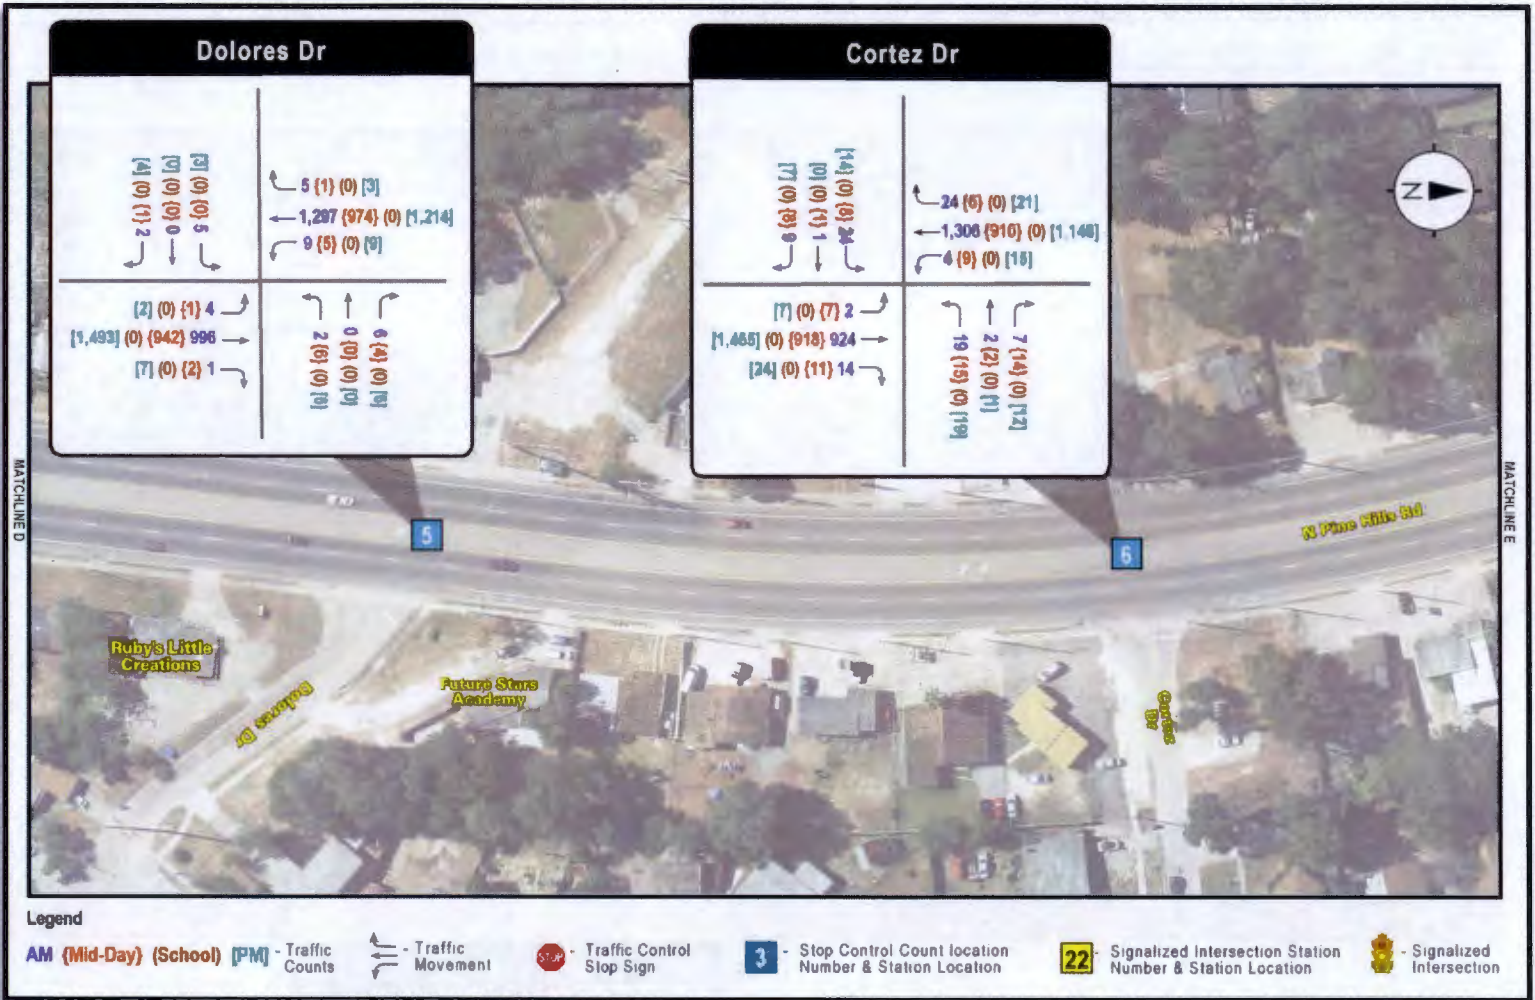 Dolores Dr
[4] (0) {1} 2
[0] (0) {0} 0
[3] (0) {0} 5
5 {1} (0) [3]
1,297 {974} (0) [1,214]
9 {5} (0) [9]
[2] (0) {1} 4
[1,493] (0) {942} 996
[7] (0) {2} 1
2 {6} (0)
0 {0} (0) [0]
6 {4} (0)
Cortez Dr
[7] (0) {8} 9
[0] (0) {1} 1
[14] (0) {8} 24
24 {6} (0) [21]
1,306 {910} (0) [1,148]
4 {9} (0) [15]
[7] (0) {7} 2
[1,465] (0) {918} 924
[24] (0) {11} 14
19 {15} (0) [19]
2 {2} (0) [1]
7 {14} (0) [12]
N
MATCHLINE D
MATCHLINE E
5
6
N Pine Hills Rd
Ruby's Little
Creations
Dolores Dr
Future Stars
Academy
Cortez
Dr
Legend
AM {Mid-Day} (School) [PM] - Traffic
Counts
- Traffic
Movement
STOP
- Traffic Control
Stop Sign
3
- Stop Control Count location
Number & Station Location
22
- Signalized Intersection Station
Number & Station Location
- Signalized
Intersection